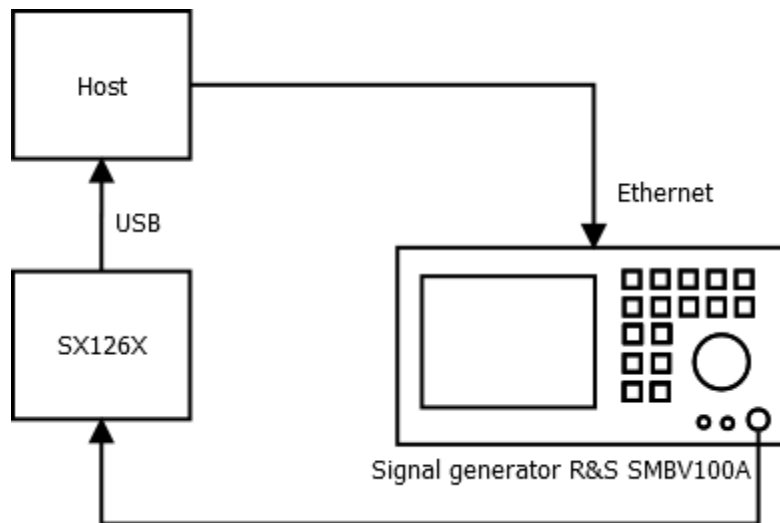 Host
Ethernet
USB
SX126X
Signal generator R&S SMBV100A